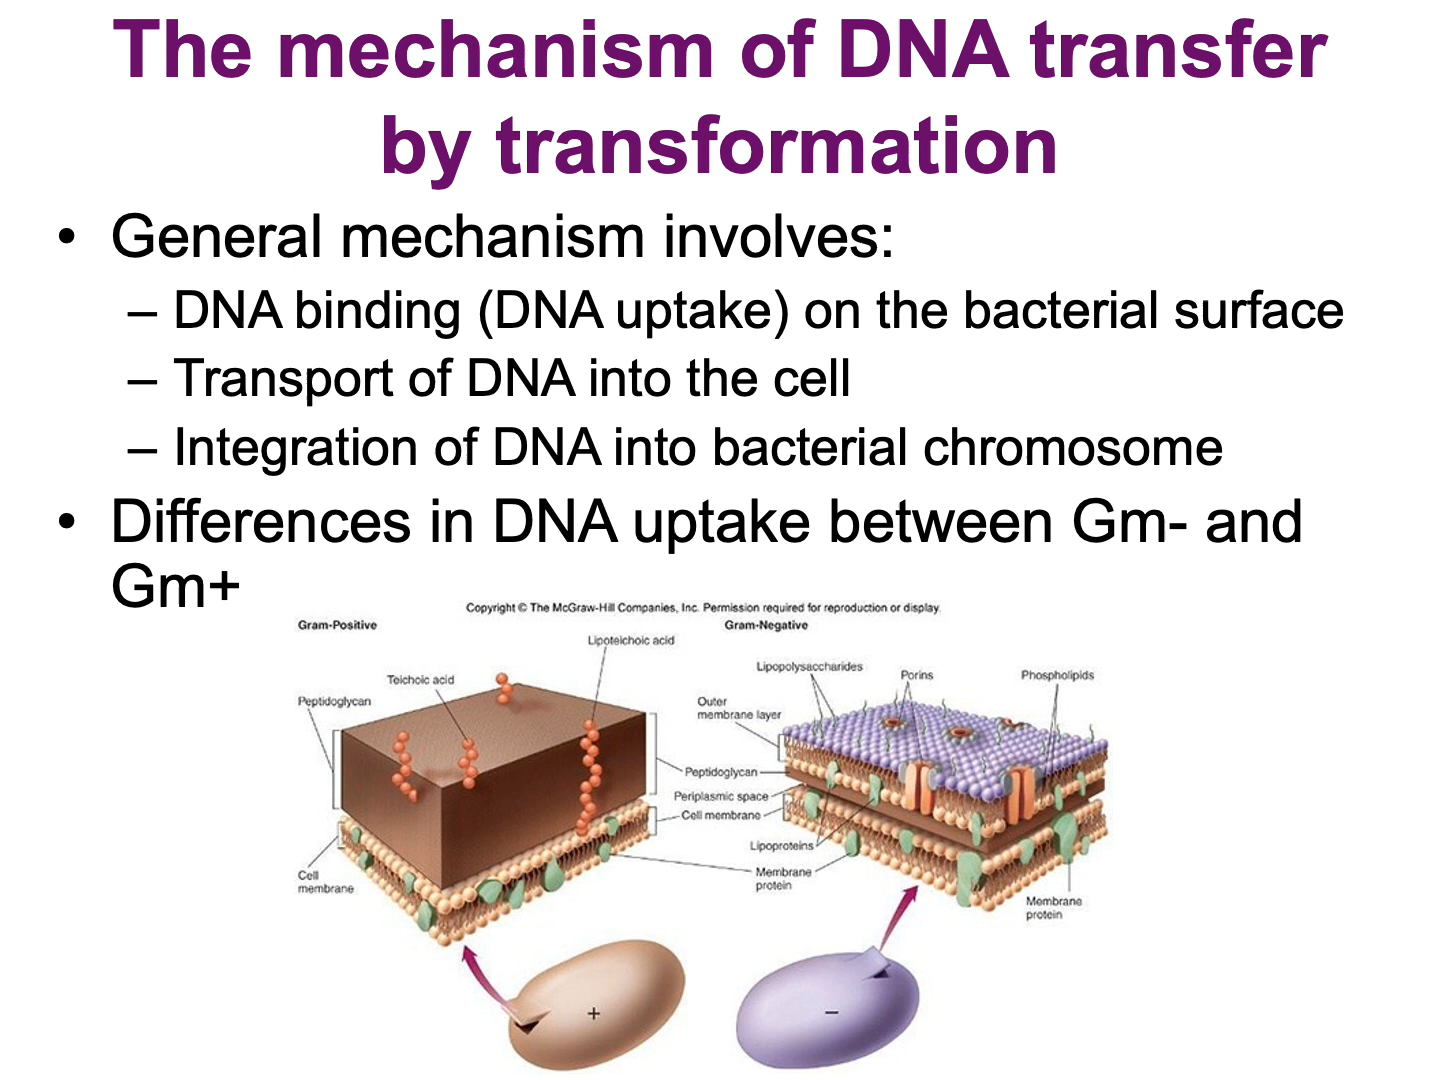 The mechanism of DNA transfer
by transformation
• General mechanism involves:
– DNA binding (DNA uptake) on the bacterial surface
– Transport of DNA into the cell
– Integration of DNA into bacterial chromosome
• Differences in DNA uptake between Gm- and
Gm+
Copyright © The McGraw-Hill Companies, Inc. Permission required for reproduction or display.
Gram-Positive
Lipoteichoic acid
Teichoic acid
Peptidoglycan
Cell
membrane
Gram-Negative
Lipopolysaccharides
Porins
Phospholipids
Outer
membrane layer
Peptidoglycan
Periplasmic space
Cell membrane
Lipoproteins
Membrane
protein
Membrane
protein
+
–